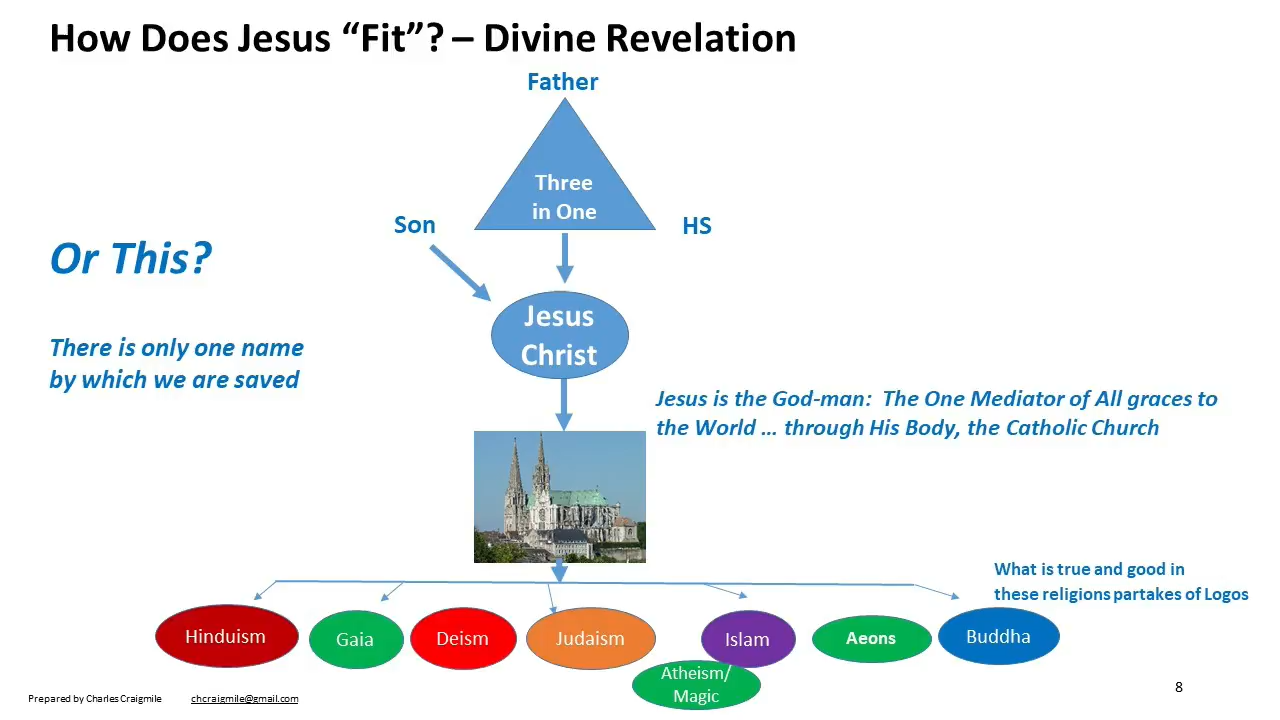 How Does Jesus “Fit”? – Divine Revelation
Father
Three
in One
Son
HS
Or This?
Jesus
Christ
There is only one name
by which we are saved
Jesus is the God-man:  The One Mediator of All graces to
the World … through His Body, the Catholic Church
What is true and good in
these religions partakes of Logos
Hinduism
Gaia
Deism
Judaism
Islam
Aeons
Buddha
Atheism/
Magic
Prepared by Charles Craigmile
chcraigmile@gmail.com
8